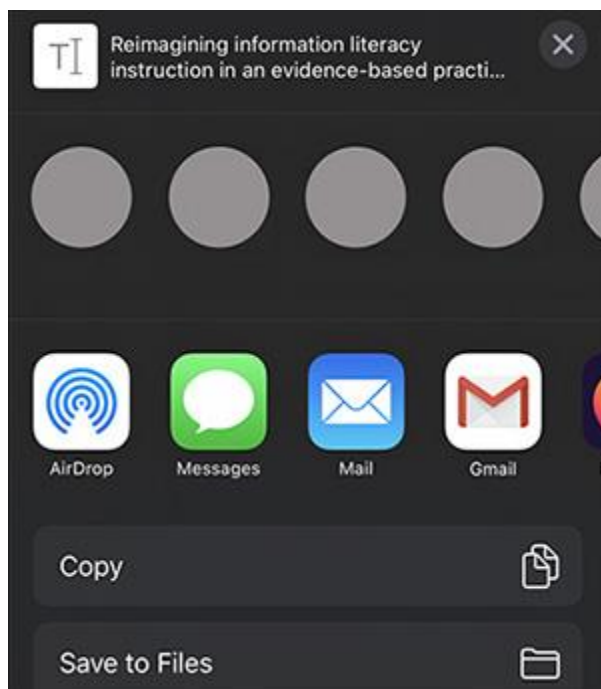 TI
Reimagining information literacy
instruction in an evidence-based practi...
AirDrop
Messages
Mail
Gmail
Copy
Save to Files